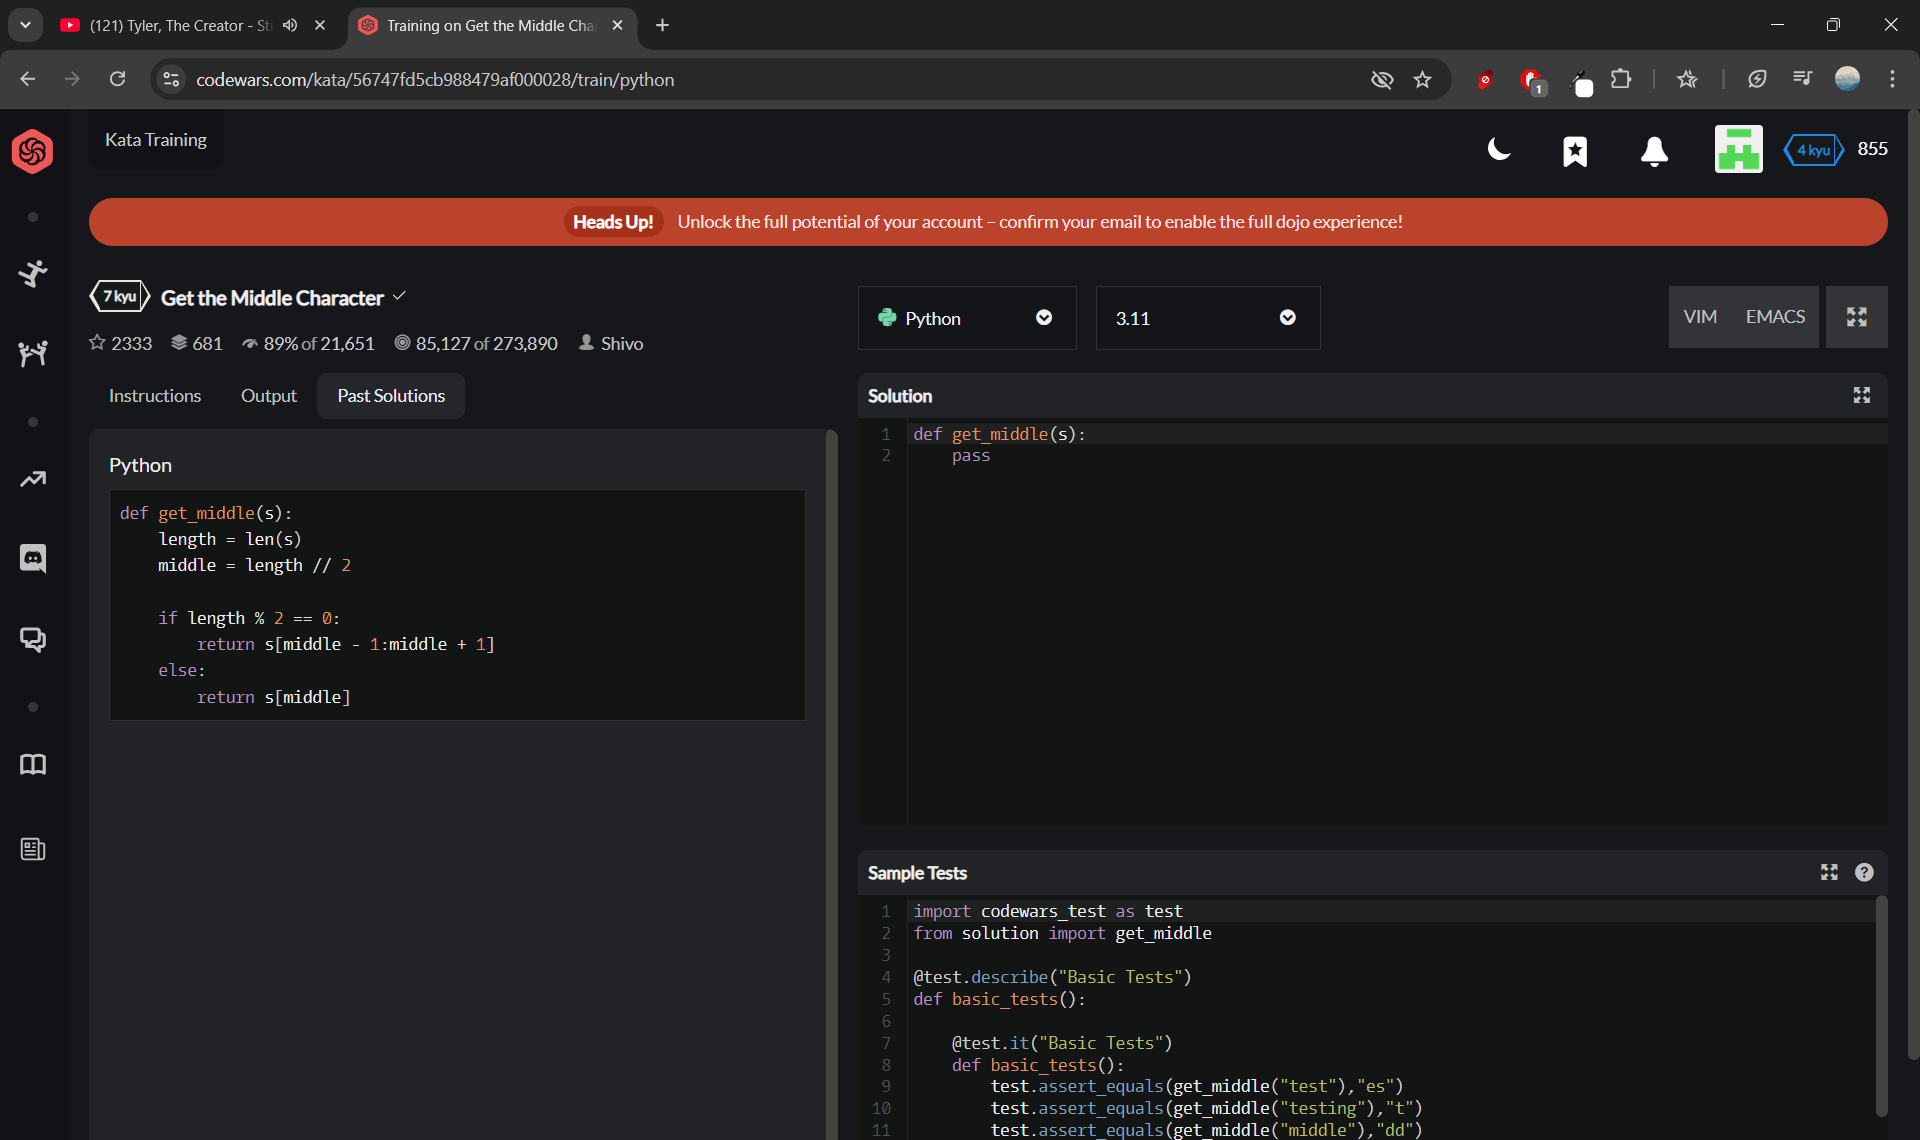 (121) Tyler, The Creator - St
Training on Get the Middle Cha
codewars.com/kata/56747fd5cb988479af000028/train/python
1
Kata Training
4 kyu
855
Heads Up! Unlock the full potential of your account – confirm your email to enable the full dojo experience!
7 kyu
Get the Middle Character
2333 681 89% of 21,651 85,127 of 273,890 Shivo
Python
3.11
VIM EMACS
Instructions Output Past Solutions
Python
def get_middle(s):
    length = len(s)
    middle = length // 2
    if length % 2 == 0:
        return s[middle - 1:middle + 1]
    else:
        return s[middle]
Solution
1 def get_middle(s):
2     pass
Sample Tests
?
1 import codewars_test as test
2 from solution import get_middle
3
4 @test.describe("Basic Tests")
5 def basic_tests():
6
7     @test.it("Basic Tests")
8     def basic_tests():
9         test.assert_equals(get_middle("test"),"es")
10         test.assert_equals(get_middle("testing"),"t")
11         test.assert_equals(get_middle("middle"),"dd")